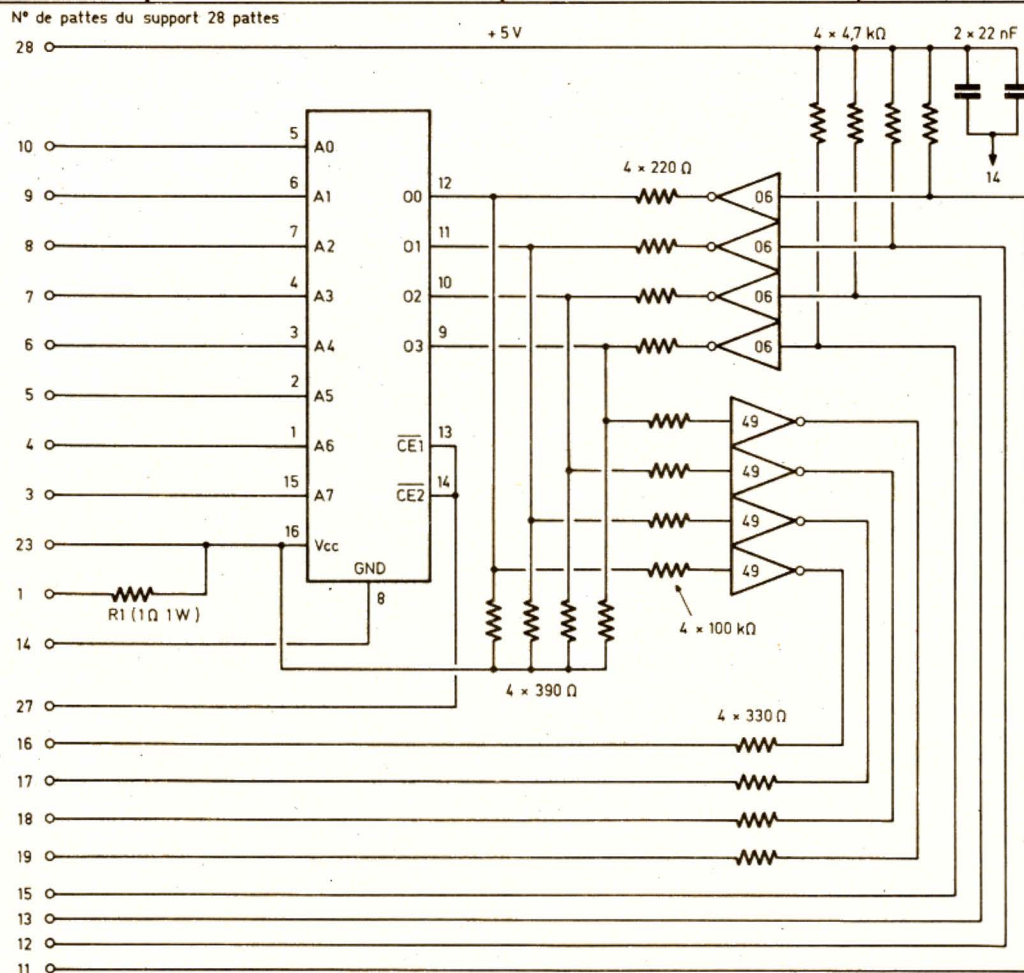 N° de pattes du support 28 pattes
28
+5 V
4 × 4,7 kΩ
2 × 22 nF
14
10
5
A0
9
6
A1
O0
12
4 × 220 Ω
06
8
7
A2
O1
11
06
7
4
A3
O2
10
06
6
3
A4
O3
9
06
5
2
A5
4
1
A6
CE1
13
49
3
15
A7
CE2
14
49
49
23
16
Vcc
GND
49
1
R1 (1Ω 1W)
8
4 × 100 kΩ
14
4 × 390 Ω
27
4 × 330 Ω
16
17
18
19
15
13
12
11